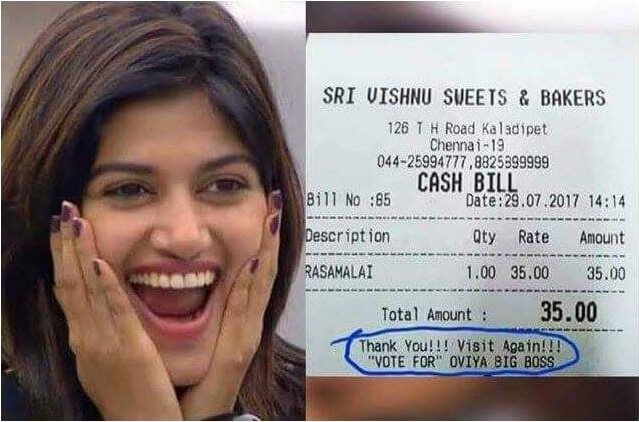 SRI VISHNU SWEETS & BAKERS
126 T H Road Kaladipet
Chennai-19
044-25994777,8825999999
CASH BILL
Bill No :85 Date:29.07.2017 14:14
Description Qty Rate Amount
RASAMALAI 1.00 35.00 35.00
Total Amount : 35.00
Thank You!!! Visit Again!!!
"VOTE FOR" OVIYA BIG BOSS